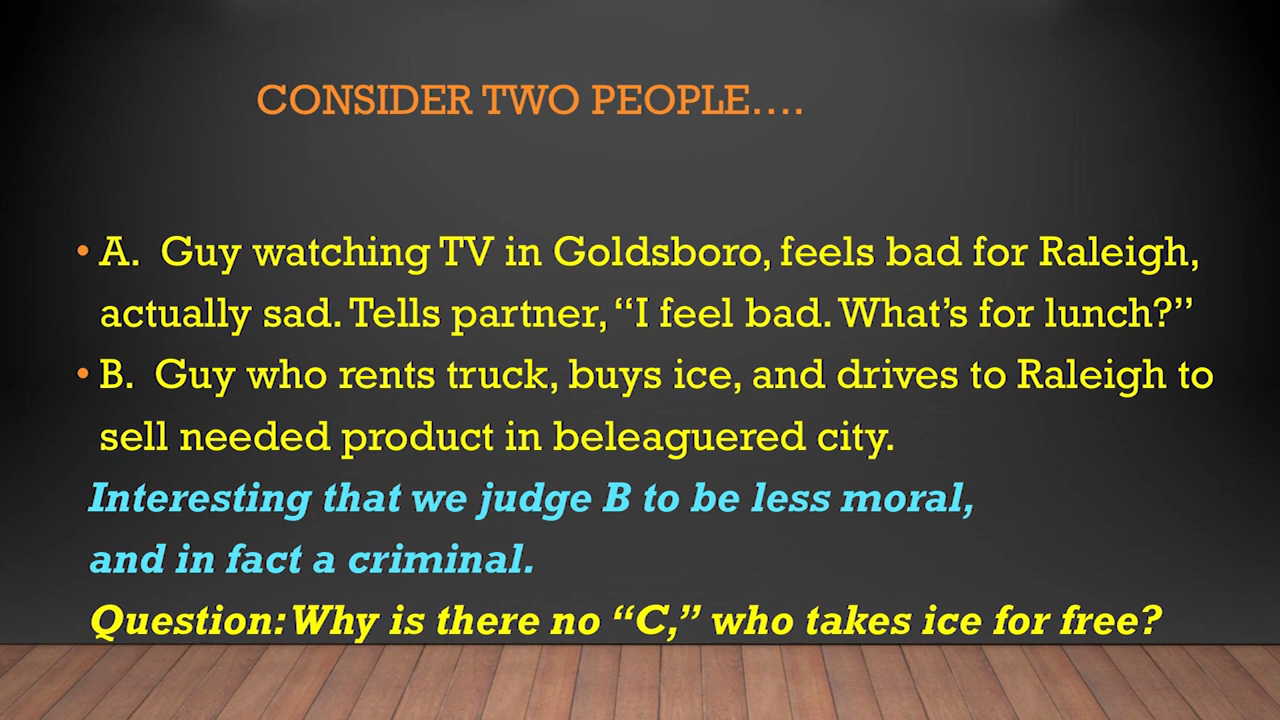 CONSIDER TWO PEOPLE....
• A. Guy watching TV in Goldsboro, feels bad for Raleigh,
actually sad. Tells partner, “I feel bad. What’s for lunch?”
• B. Guy who rents truck, buys ice, and drives to Raleigh to
sell needed product in beleaguered city.
Interesting that we judge B to be less moral,
and in fact a criminal.
Question: Why is there no “C,” who takes ice for free?